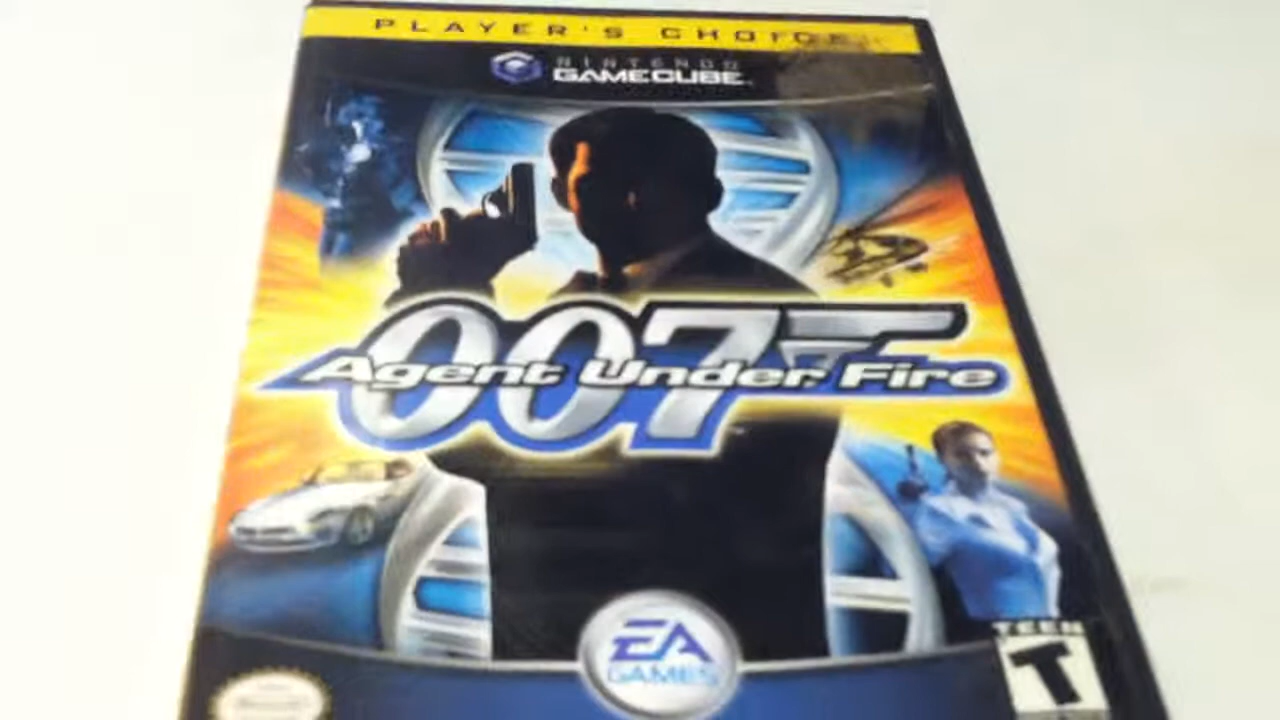 PLAYER'S CHOICE
NINTENDO
GAMECUBE
007
Agent Under Fire
EA
GAMES
TEEN
T